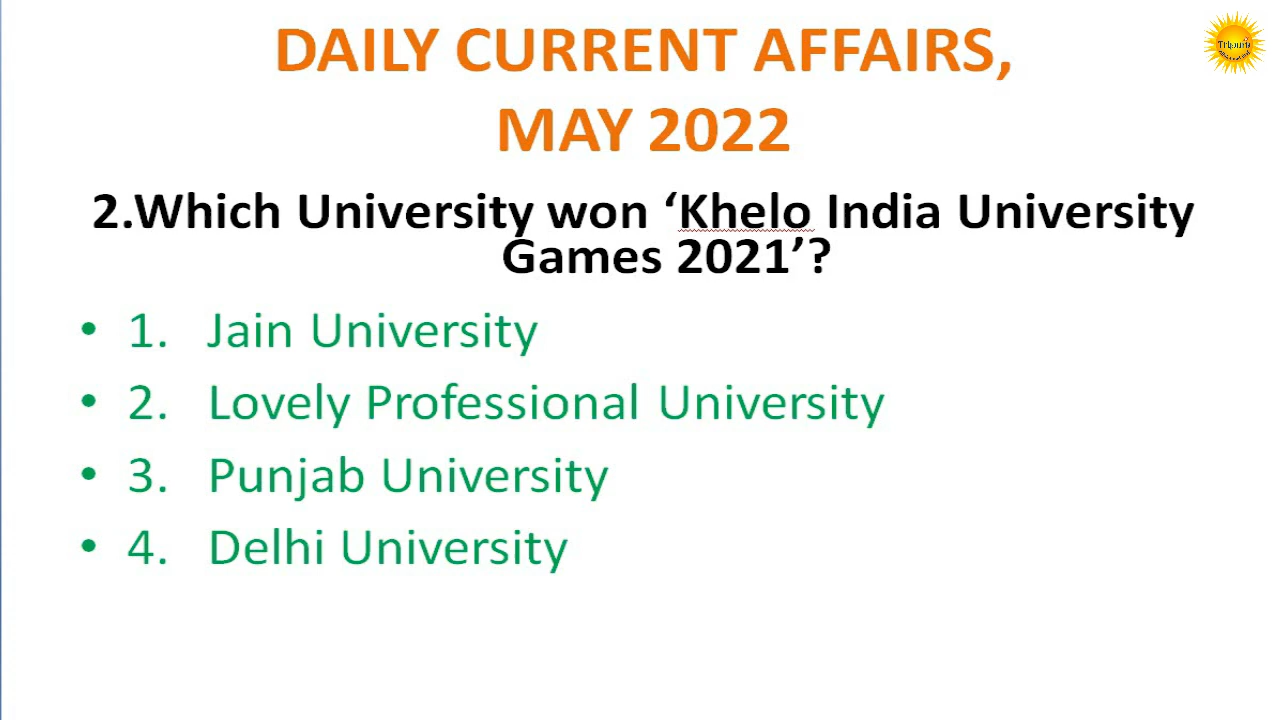 DAILY CURRENT AFFAIRS,
MAY 2022
2.Which University won ‘Khelo India University
Games 2021’?
• 1. Jain University
• 2. Lovely Professional University
• 3. Punjab University
• 4. Delhi University